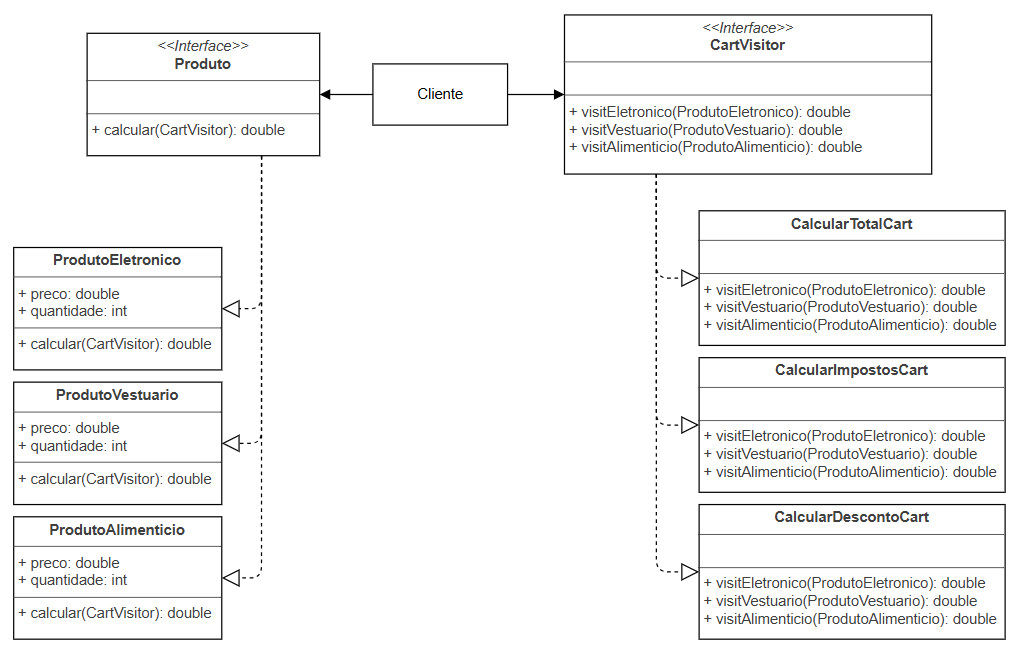 <<Interface>>
Produto
+ calcular(CartVisitor): double
Cliente
<<Interface>>
CartVisitor
+ visitEletronico(ProdutoEletronico): double
+ visitVestuario(ProdutoVestuario): double
+ visitAlimenticio(ProdutoAlimenticio): double
ProdutoEletronico
+ preco: double
+ quantidade: int
+ calcular(CartVisitor): double
ProdutoVestuario
+ preco: double
+ quantidade: int
+ calcular(CartVisitor): double
ProdutoAlimenticio
+ preco: double
+ quantidade: int
+ calcular(CartVisitor): double
CalcularTotalCart
+ visitEletronico(ProdutoEletronico): double
+ visitVestuario(ProdutoVestuario): double
+ visitAlimenticio(ProdutoAlimenticio): double
CalcularImpostosCart
+ visitEletronico(ProdutoEletronico): double
+ visitVestuario(ProdutoVestuario): double
+ visitAlimenticio(ProdutoAlimenticio): double
CalcularDescontoCart
+ visitEletronico(ProdutoEletronico): double
+ visitVestuario(ProdutoVestuario): double
+ visitAlimenticio(ProdutoAlimenticio): double